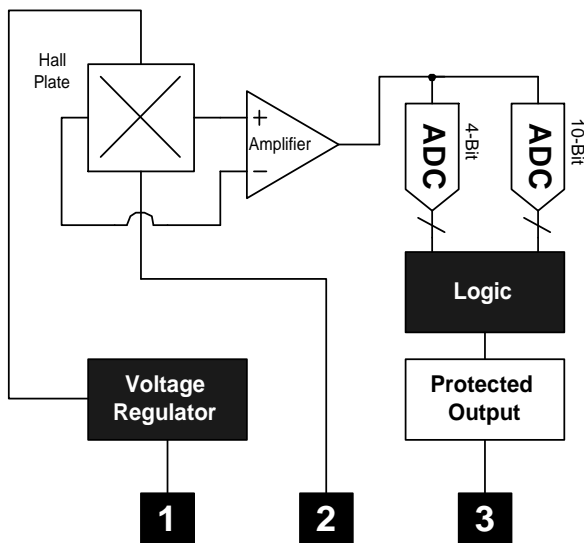 Hall
Plate
+
Amplifier
−
ADC
4-Bit
ADC
10-Bit
Logic
Voltage
Regulator
Protected
Output
1
2
3